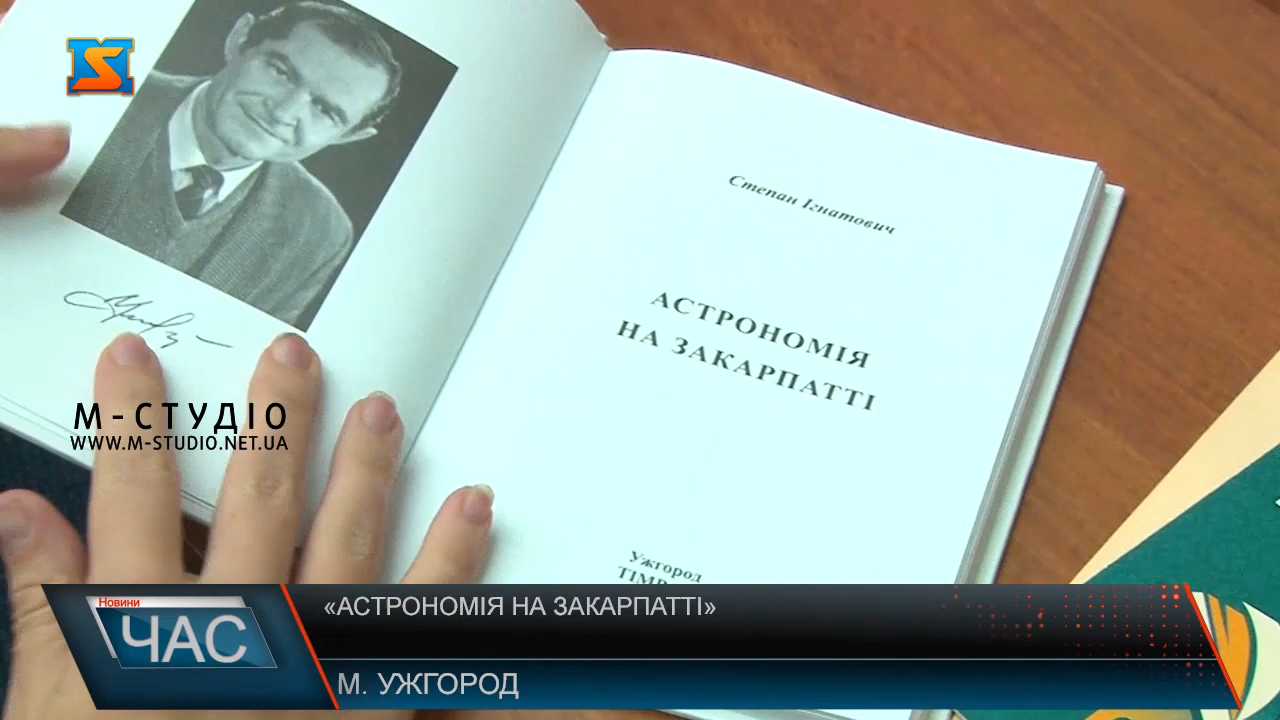 Степан Ігнатович
АСТРОНОМІЯ
НА ЗАКАРПАТТІ
М-СТУДІО
WWW.M-STUDIO.NET.UA
Ужгород
Новини
ЧАС
«АСТРОНОМІЯ НА ЗАКАРПАТТІ»
М. УЖГОРОД